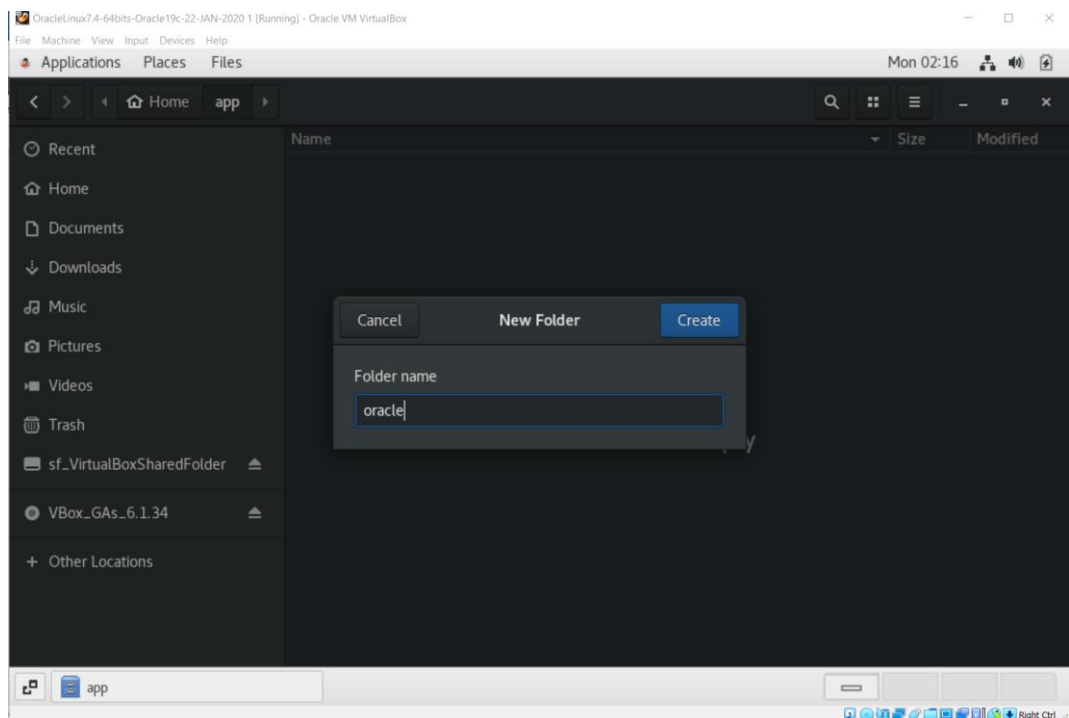 OracleLinux7.4-64bits-Oracle19c-22-JAN-2020 1 [Running] - Oracle VM VirtualBox
File Machine View Input Devices Help
Applications Places Files Mon 02:16
Home app
Name Size Modified
Recent
Home
Documents
Downloads
Music
Pictures
Videos
Trash
sf_VirtualBoxSharedFolder
VBox_GAs_6.1.34
+ Other Locations
Cancel New Folder Create
Folder name
oracle
app
Right Ctrl